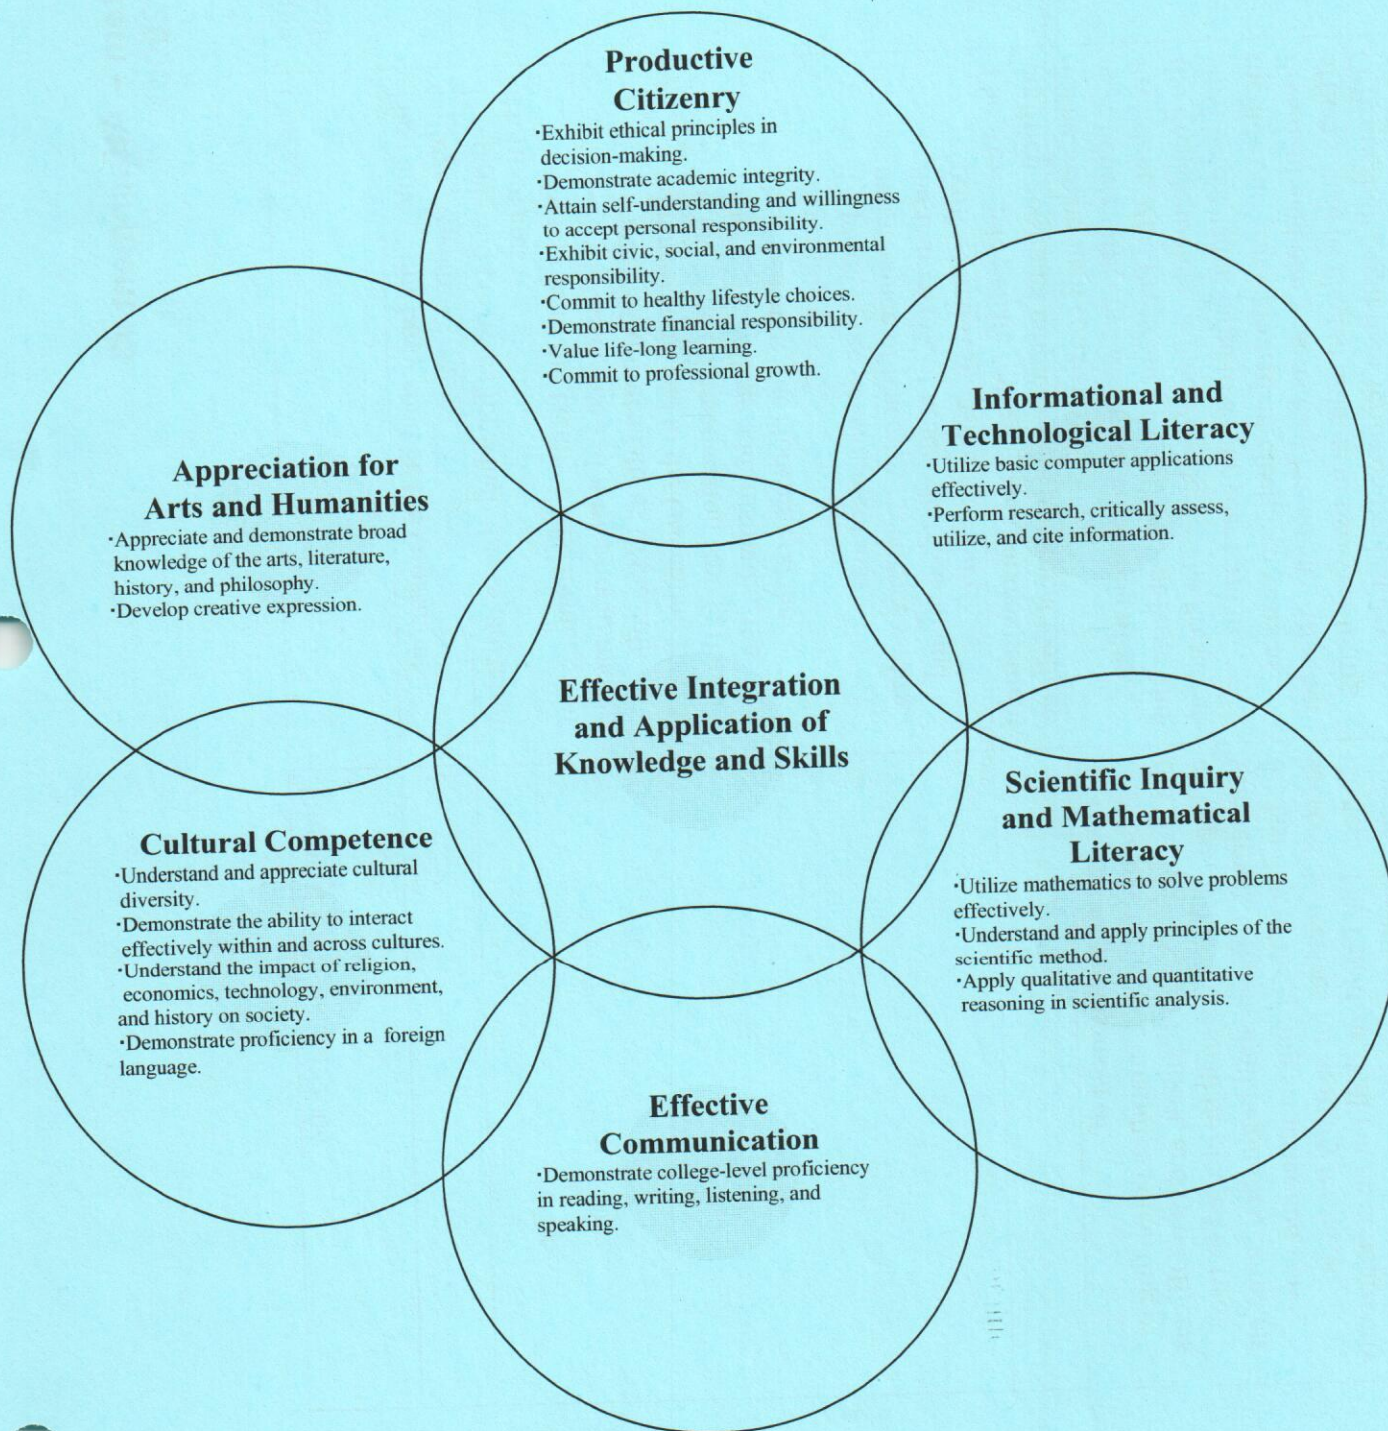 Productive
Citizenry
·Exhibit ethical principles in
decision-making.
·Demonstrate academic integrity.
·Attain self-understanding and willingness
to accept personal responsibility.
·Exhibit civic, social, and environmental
responsibility.
·Commit to healthy lifestyle choices.
·Demonstrate financial responsibility.
·Value life-long learning.
·Commit to professional growth.
Informational and
Technological Literacy
·Utilize basic computer applications
effectively.
·Perform research, critically assess,
utilize, and cite information.
Appreciation for
Arts and Humanities
·Appreciate and demonstrate broad
knowledge of the arts, literature,
history, and philosophy.
·Develop creative expression.
Effective Integration
and Application of
Knowledge and Skills
Scientific Inquiry
and Mathematical
Literacy
·Utilize mathematics to solve problems
effectively.
·Understand and apply principles of the
scientific method.
·Apply qualitative and quantitative
reasoning in scientific analysis.
Cultural Competence
·Understand and appreciate cultural
diversity.
·Demonstrate the ability to interact
effectively within and across cultures.
·Understand the impact of religion,
economics, technology, environment,
and history on society.
·Demonstrate proficiency in a foreign
language.
Effective
Communication
·Demonstrate college-level proficiency
in reading, writing, listening, and
speaking.